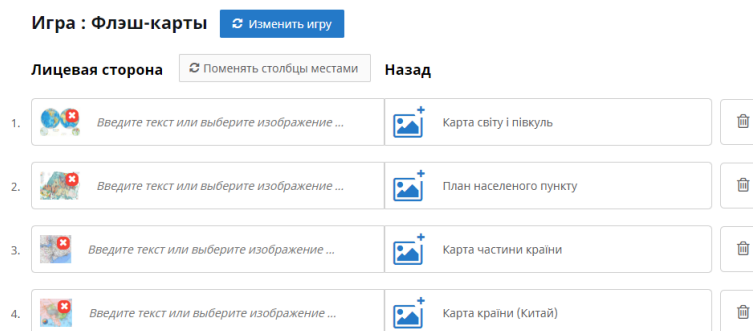 Игра : Флэш-карты Изменить игру
Лицевая сторона Поменять столбцы местами Назад
1. Введите текст или выберите изображение ... Карта світу і півкуль
2. Введите текст или выберите изображение ... План населеного пункту
3. Введите текст или выберите изображение ... Карта частини країни
4. Введите текст или выберите изображение ... Карта країни (Китай)